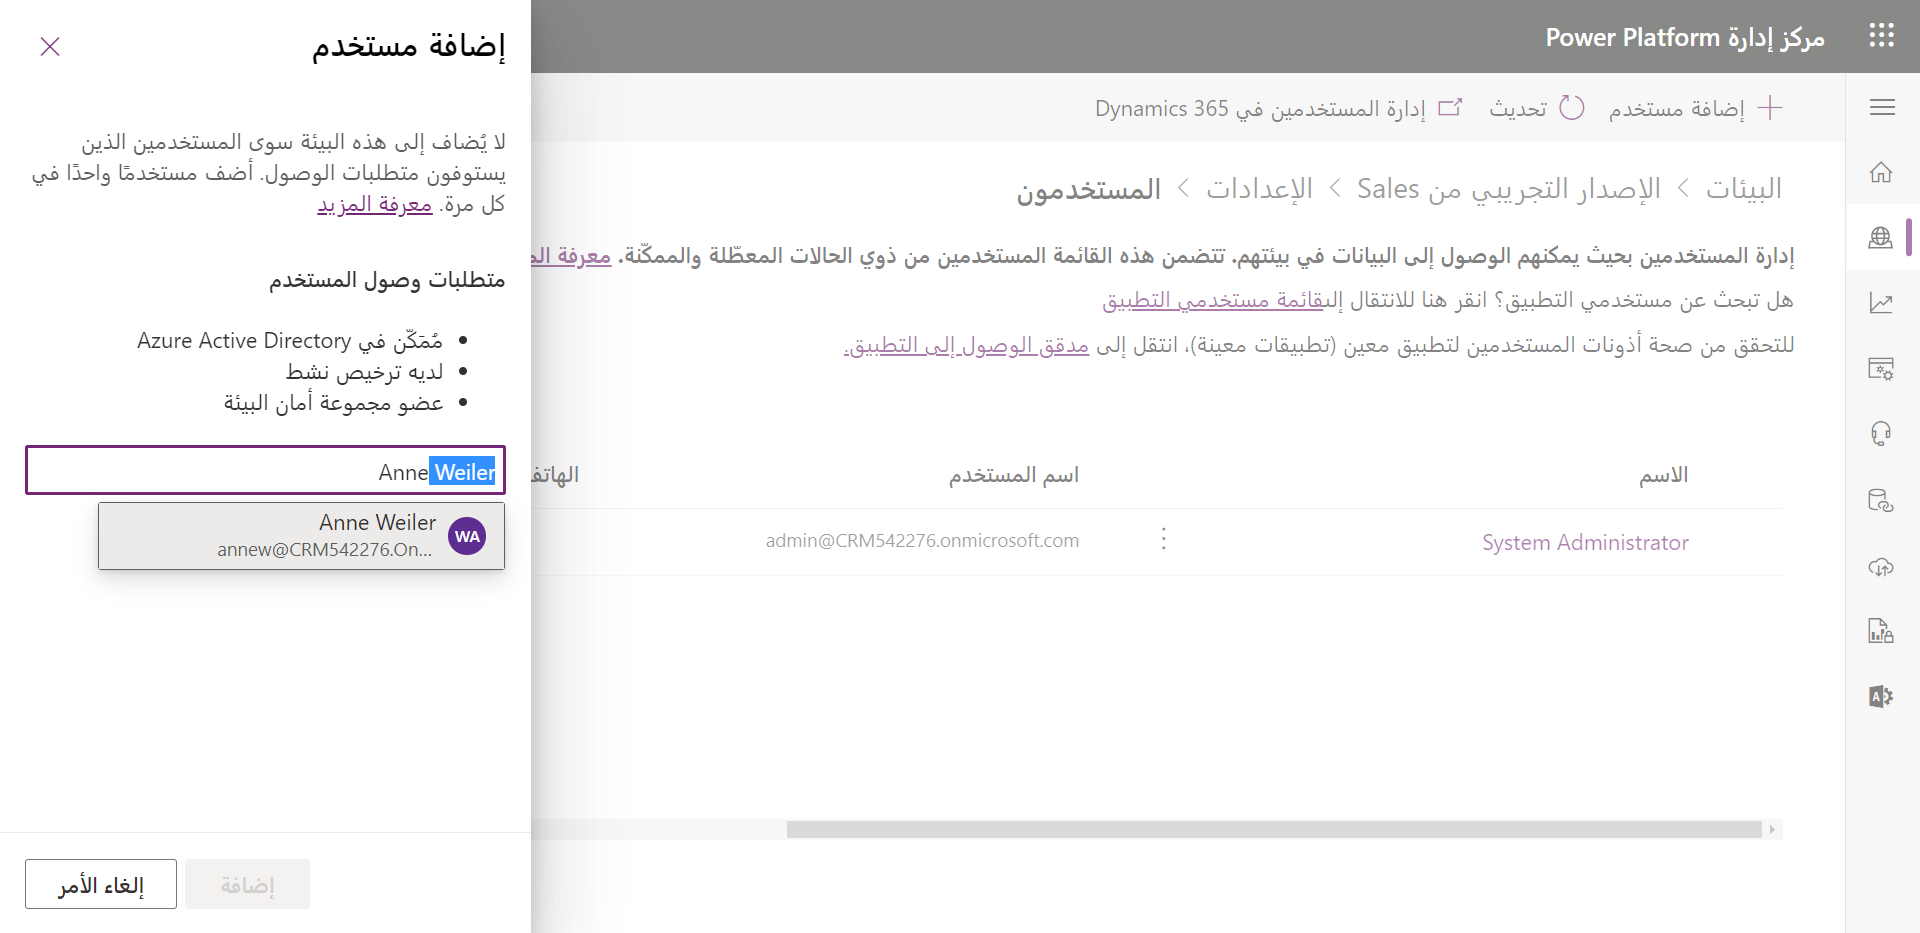 مركز إدارة Power Platform
إضافة مستخدم
تحديث
إدارة المستخدمين في Dynamics 365
البيئات > الإصدار التجريبي من Sales > الإعدادات > المستخدمون
إدارة المستخدمين بحيث يمكنهم الوصول إلى البيانات في بيئتهم. تتضمن هذه القائمة المستخدمين من ذوي الحالات المعطّلة والممكّنة. معرفة
هل تبحث عن مستخدمي التطبيق؟ انقر هنا للانتقال إلىقائمة مستخدمي التطبيق
للتحقق من صحة أذونات المستخدمين لتطبيق معين (تطبيقات معينة)، انتقل إلى مدقق الوصول إلى التطبيق.
الاسم
اسم المستخدم
الهاتف
System Administrator
admin@CRM542276.onmicrosoft.com
إضافة مستخدم
لا يُضاف إلى هذه البيئة سوى المستخدمين الذين
يستوفون متطلبات الوصول. أضف مستخدمًا واحدًا في
كل مرة. معرفة المزيد
متطلبات وصول المستخدم
• مُمَكّن في Azure Active Directory
• لديه ترخيص نشط
• عضو مجموعة أمان البيئة
Anne Weiler
WA
Anne Weiler
annew@CRM542276.On...
إضافة
إلغاء الأمر